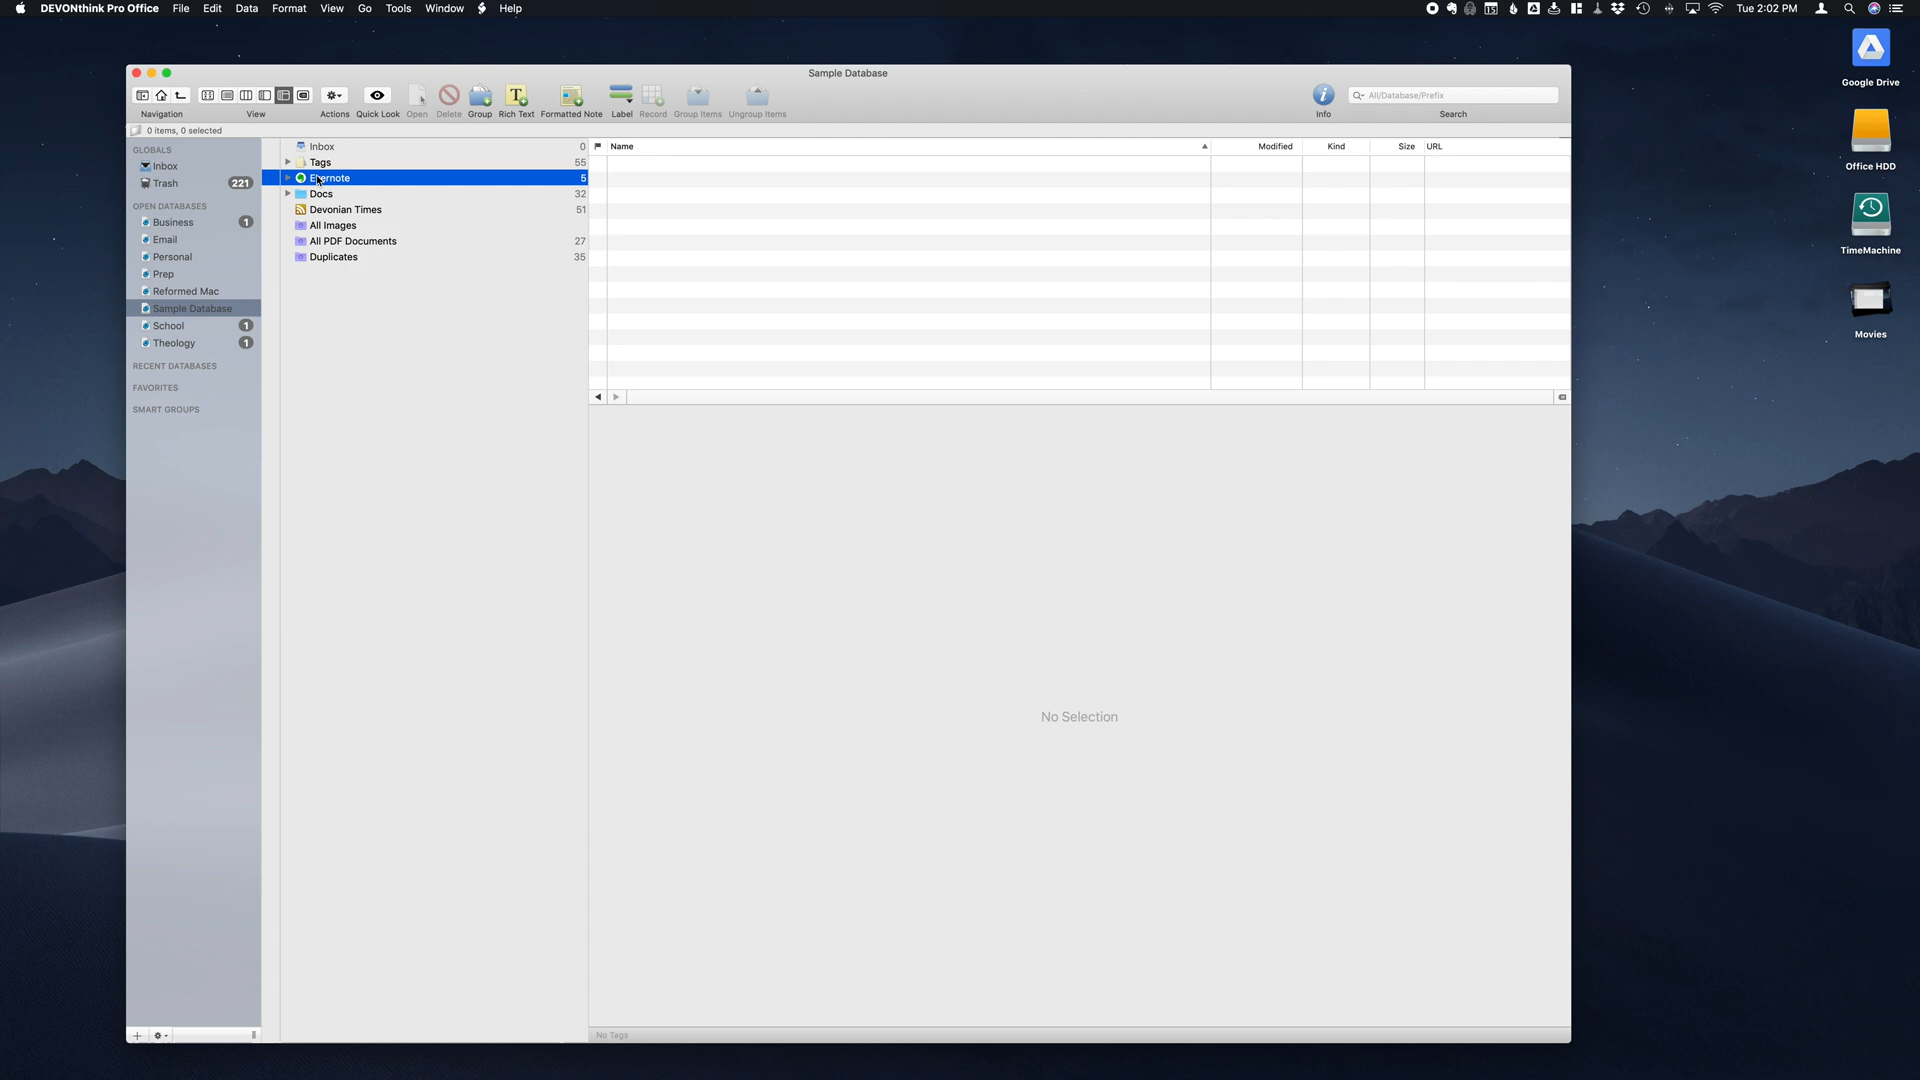 DEVONthink Pro Office File Edit Data Format View Go Tools Window Help 15 Tue 2:02 PM
Google Drive
Office HDD
TimeMachine
Movies
Sample Database
All/Database/Prefix
Navigation View Actions Quick Look Open Delete Group Rich Text Formatted Note Label Record Group Items Ungroup Items Info Search
0 items, 0 selected
GLOBALS
Inbox
Trash 221
OPEN DATABASES
Business 1
Email
Personal
Prep
Reformed Mac
Sample Database
School 1
Theology 1
RECENT DATABASES
FAVORITES
SMART GROUPS
Inbox 0
Tags 55
Evernote 5
Docs 32
Devonian Times 51
All Images
All PDF Documents 27
Duplicates 35
Name Modified Kind Size URL
No Selection
No Tags